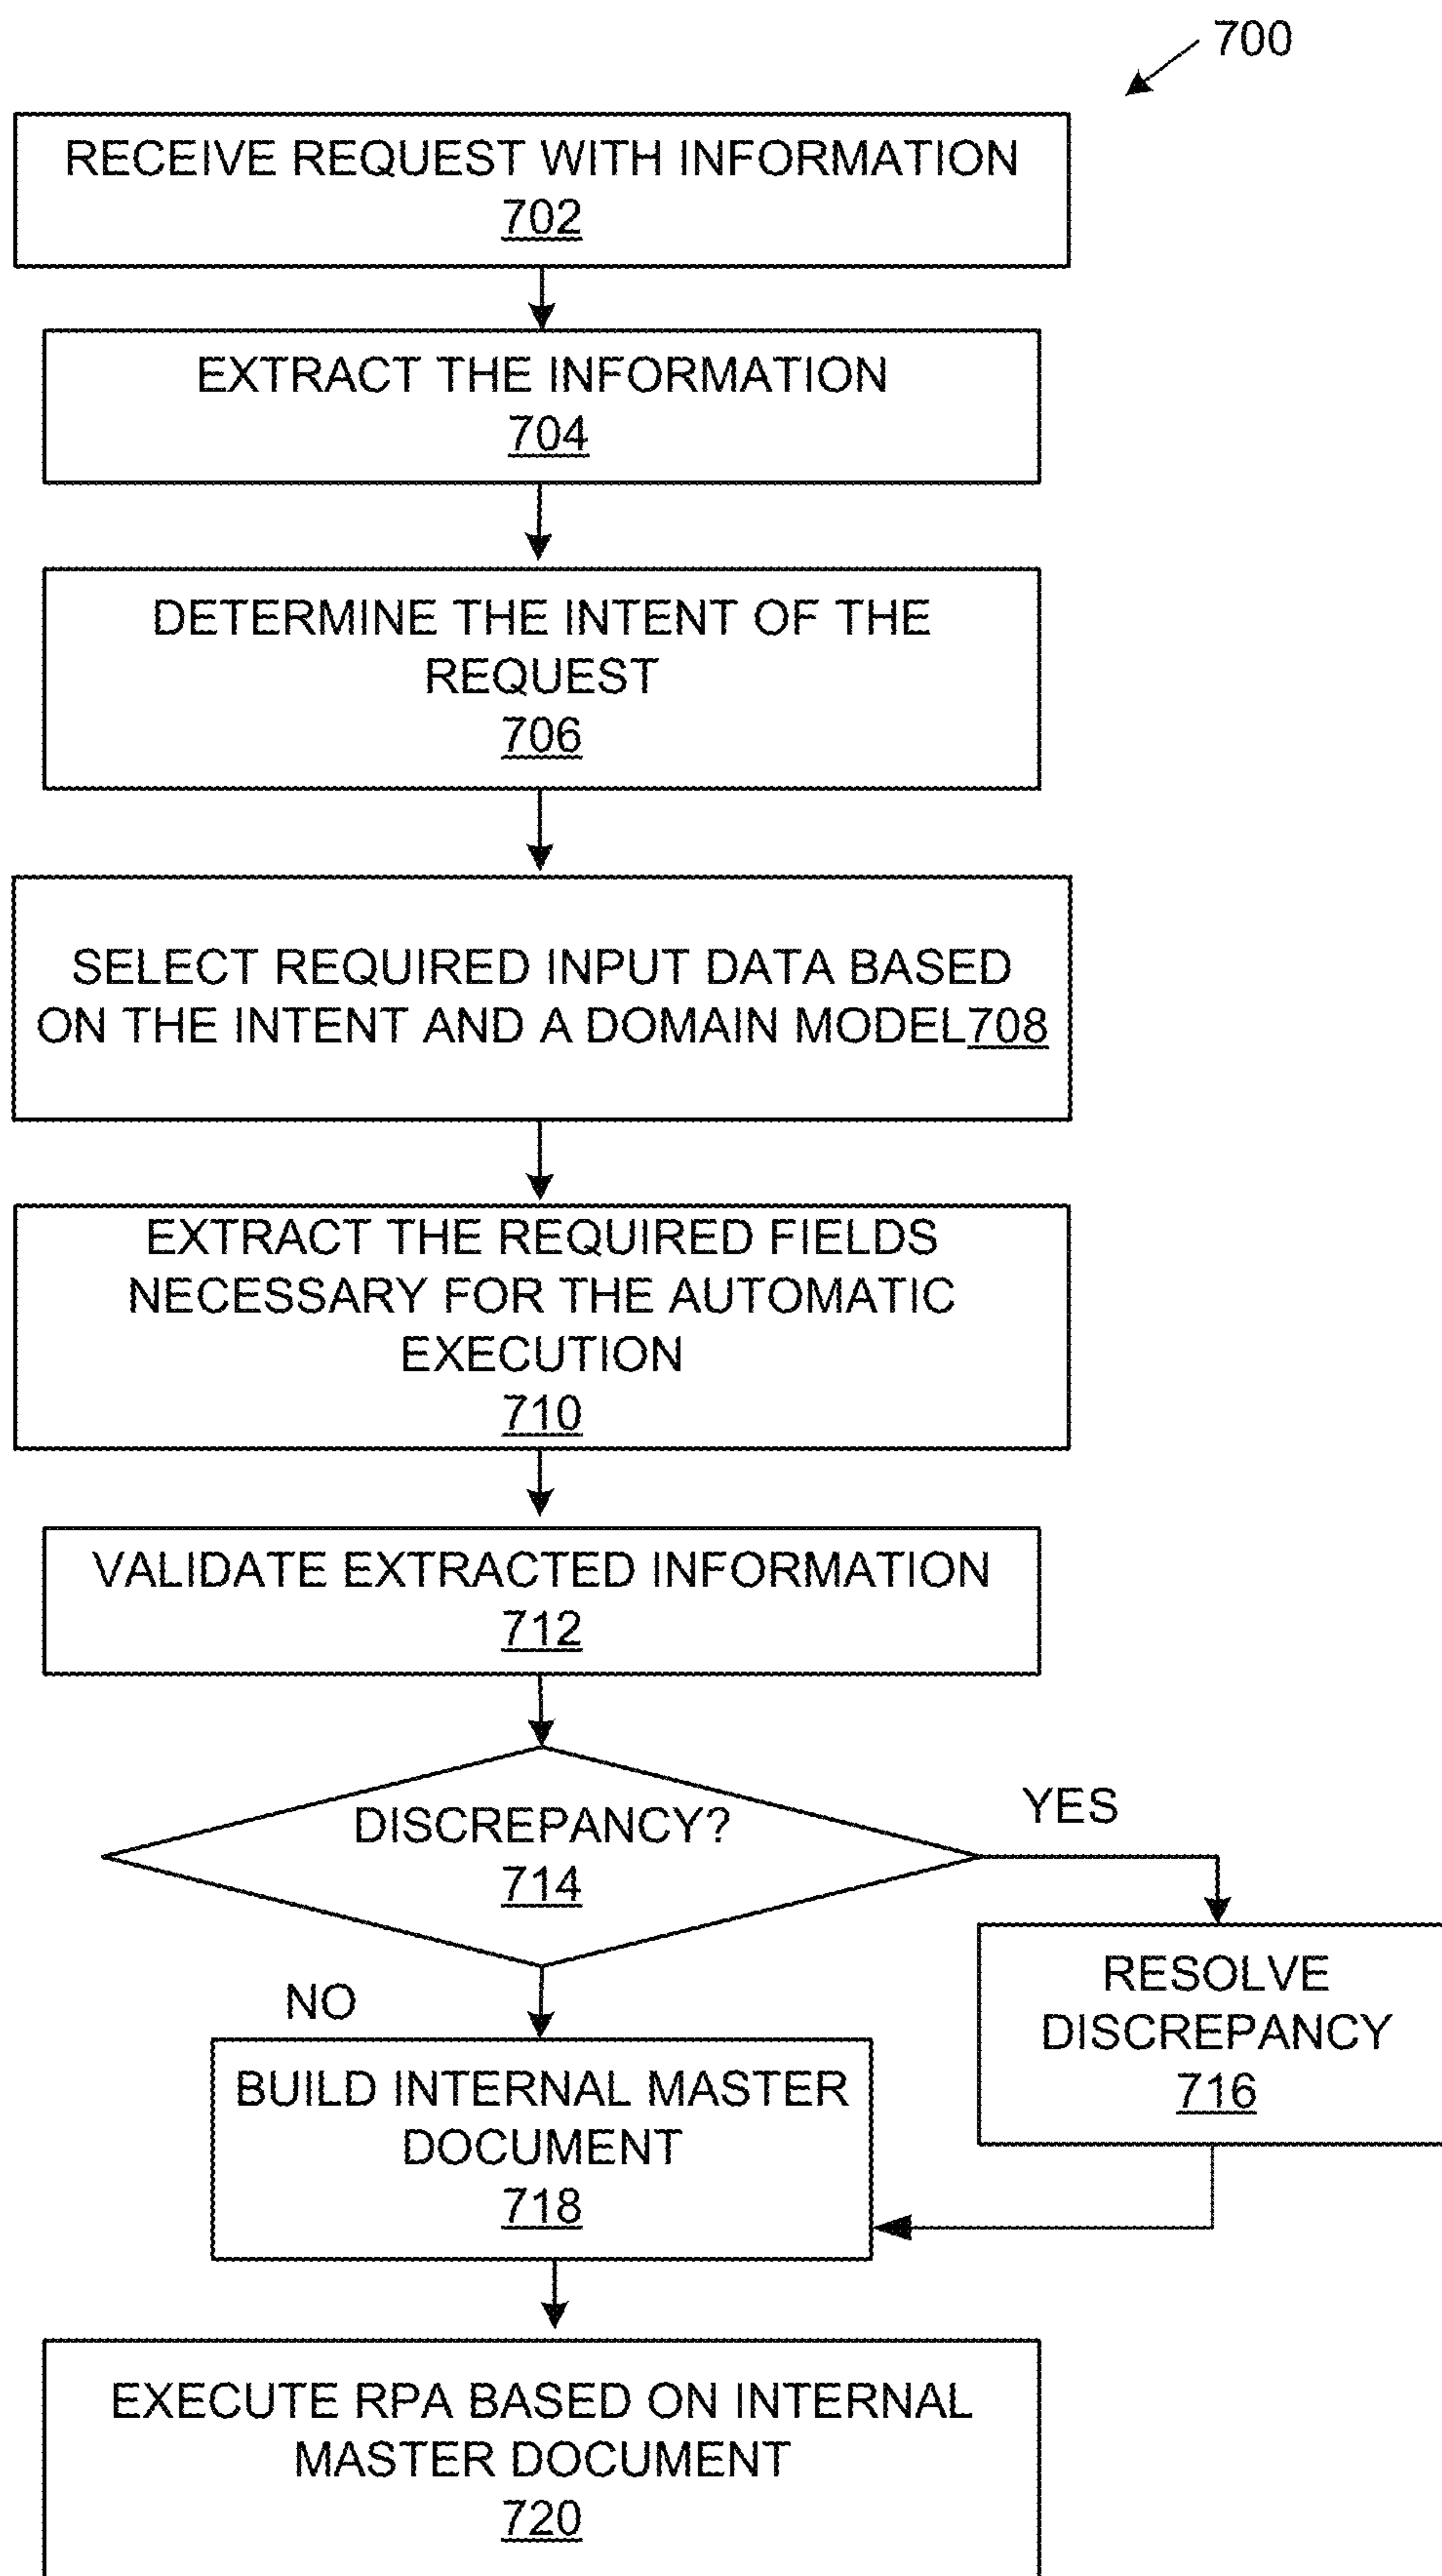 700
RECEIVE REQUEST WITH INFORMATION
702
EXTRACT THE INFORMATION
704
DETERMINE THE INTENT OF THE
REQUEST
706
SELECT REQUIRED INPUT DATA BASED
ON THE INTENT AND A DOMAIN MODEL708
EXTRACT THE REQUIRED FIELDS
NECESSARY FOR THE AUTOMATIC
EXECUTION
710
VALIDATE EXTRACTED INFORMATION
712
DISCREPANCY?
714
YES
RESOLVE
DISCREPANCY
716
NO
BUILD INTERNAL MASTER
DOCUMENT
718
EXECUTE RPA BASED ON INTERNAL
MASTER DOCUMENT
720